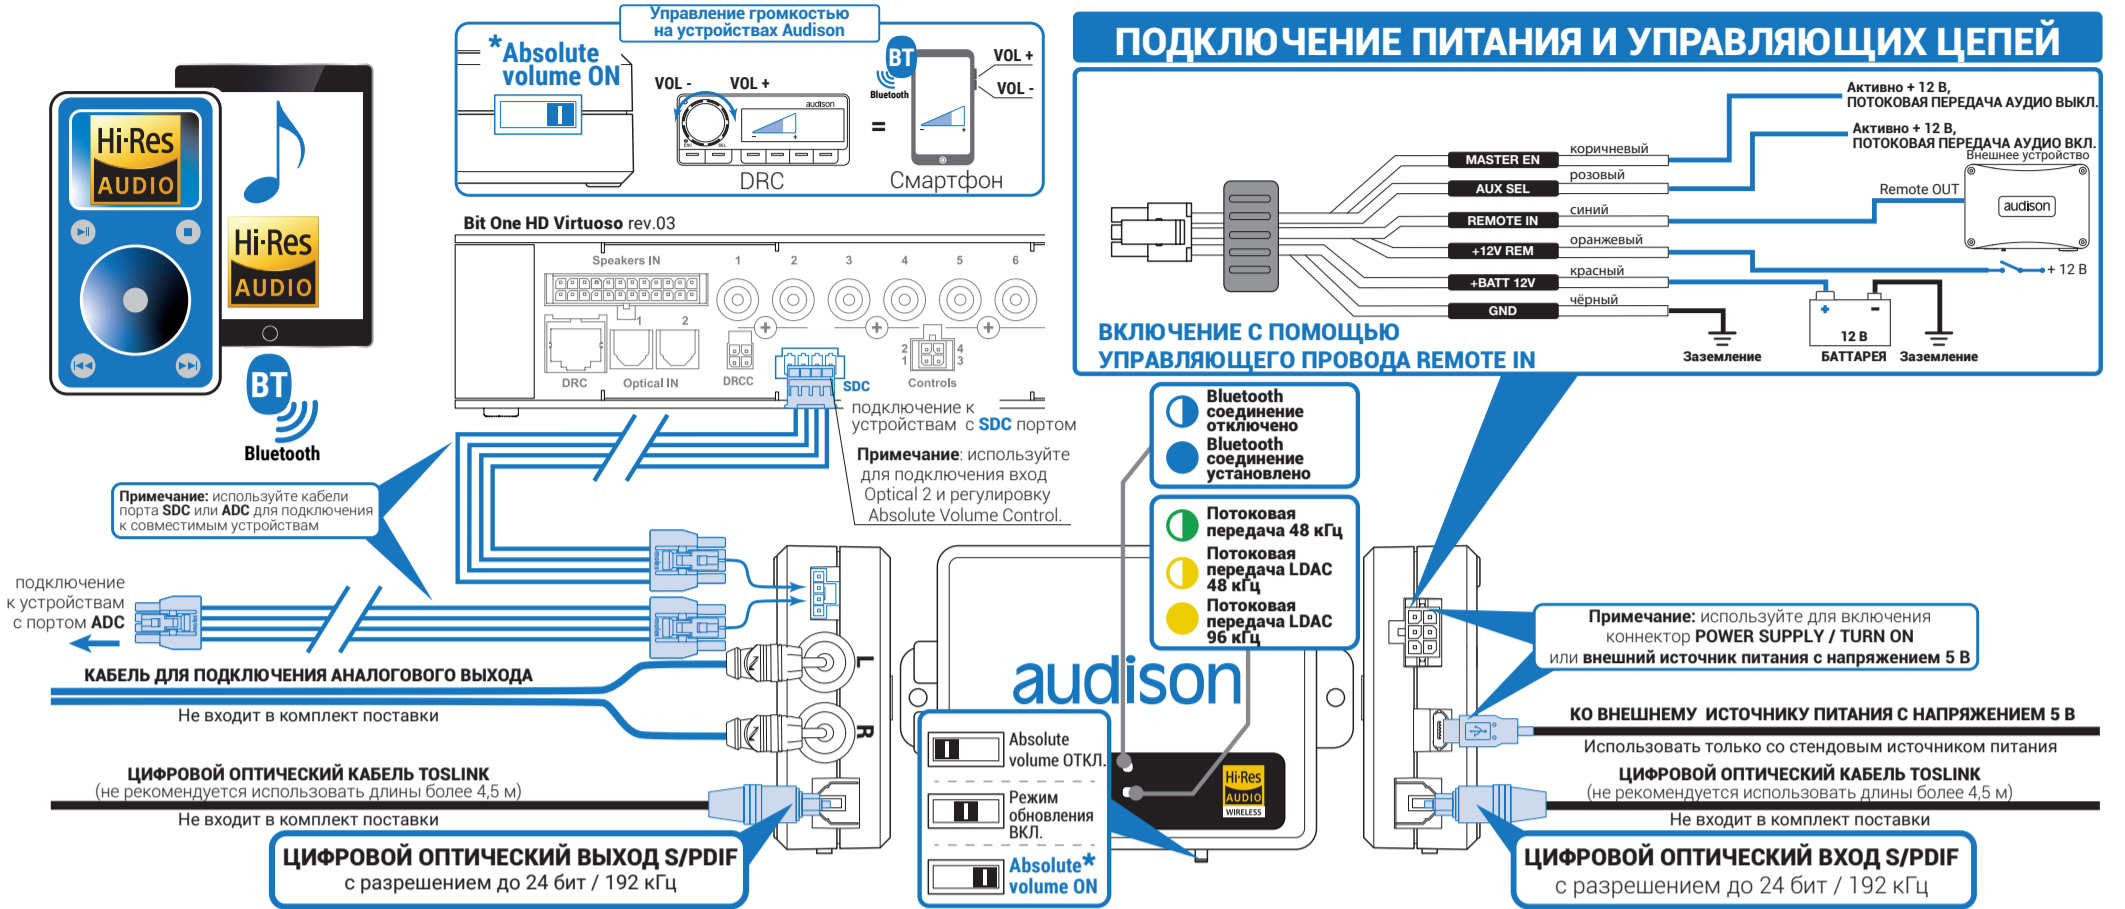 Управление громкостью
на устройствах Audison
*Absolute
volume ON
VOL -
VOL +
audison
ESC
SEL
DRC
=
BT
Bluetooth
VOL +
VOL -
Смартфон
Hi-Res
AUDIO
Hi-Res
AUDIO
BT
Bluetooth
ПОДКЛЮЧЕНИЕ ПИТАНИЯ И УПРАВЛЯЮЩИХ ЦЕПЕЙ
Активно + 12 В,
ПОТОКОВАЯ ПЕРЕДАЧА АУДИО ВЫКЛ.
Активно + 12 В,
ПОТОКОВАЯ ПЕРЕДАЧА АУДИО ВКЛ.
Внешнее устройство
Remote OUT
audison
MASTER EN
коричневый
AUX SEL
розовый
REMOTE IN
синий
+12V REM
оранжевый
+ 12 В
+BATT 12V
красный
GND
чёрный
+ -
12 В
БАТТАРЕЯ
Заземление
Заземление
ВКЛЮЧЕНИЕ С ПОМОЩЬЮ
УПРАВЛЯЮЩЕГО ПРОВОДА REMOTE IN
Bit One HD Virtuoso rev.03
Speakers IN
1 2 3 4 5 6
1 2
DRC
Optical IN
DRCC
SDC
2 4
1 3
Controls
подключение к
устройствам с SDC портом
Примечание: используйте
для подключения вход
Optical 2 и регулировку
Absolute Volume Control.
Примечание: используйте кабели
порта SDC или ADC для подключения
к совместимым устройствам
подключение
к устройствам
с портом ADC
Bluetooth
соединение
отключено
Bluetooth
соединение
установлено
Потоковая
передача 48 кГц
Потоковая
передача LDAC
48 кГц
Потоковая
передача LDAC
96 кГц
audison
Hi-Res
AUDIO
WIRELESS
Absolute
volume ОТКЛ.
Режим
обновления
ВКЛ.
Absolute*
volume ON
L
R
КАБЕЛЬ ДЛЯ ПОДКЛЮЧЕНИЯ АНАЛОГОВОГО ВЫХОДА
Не входит в комплект поставки
ЦИФРОВОЙ ОПТИЧЕСКИЙ КАБЕЛЬ TOSLINK
(не рекомендуется использовать длины более 4,5 м)
Не входит в комплект поставки
ЦИФРОВОЙ ОПТИЧЕСКИЙ ВЫХОД S/PDIF
с разрешением до 24 бит / 192 кГц
Примечание: используйте для включения
коннектор POWER SUPPLY / TURN ON
или внешний источник питания с напряжением 5 В
КО ВНЕШНЕМУ ИСТОЧНИКУ ПИТАНИЯ С НАПРЯЖЕНИЕМ 5 В
Использовать только со стендовым источником питания
ЦИФРОВОЙ ОПТИЧЕСКИЙ КАБЕЛЬ TOSLINK
(не рекомендуется использовать длины более 4,5 м)
Не входит в комплект поставки
ЦИФРОВОЙ ОПТИЧЕСКИЙ ВХОД S/PDIF
с разрешением до 24 бит / 192 кГц